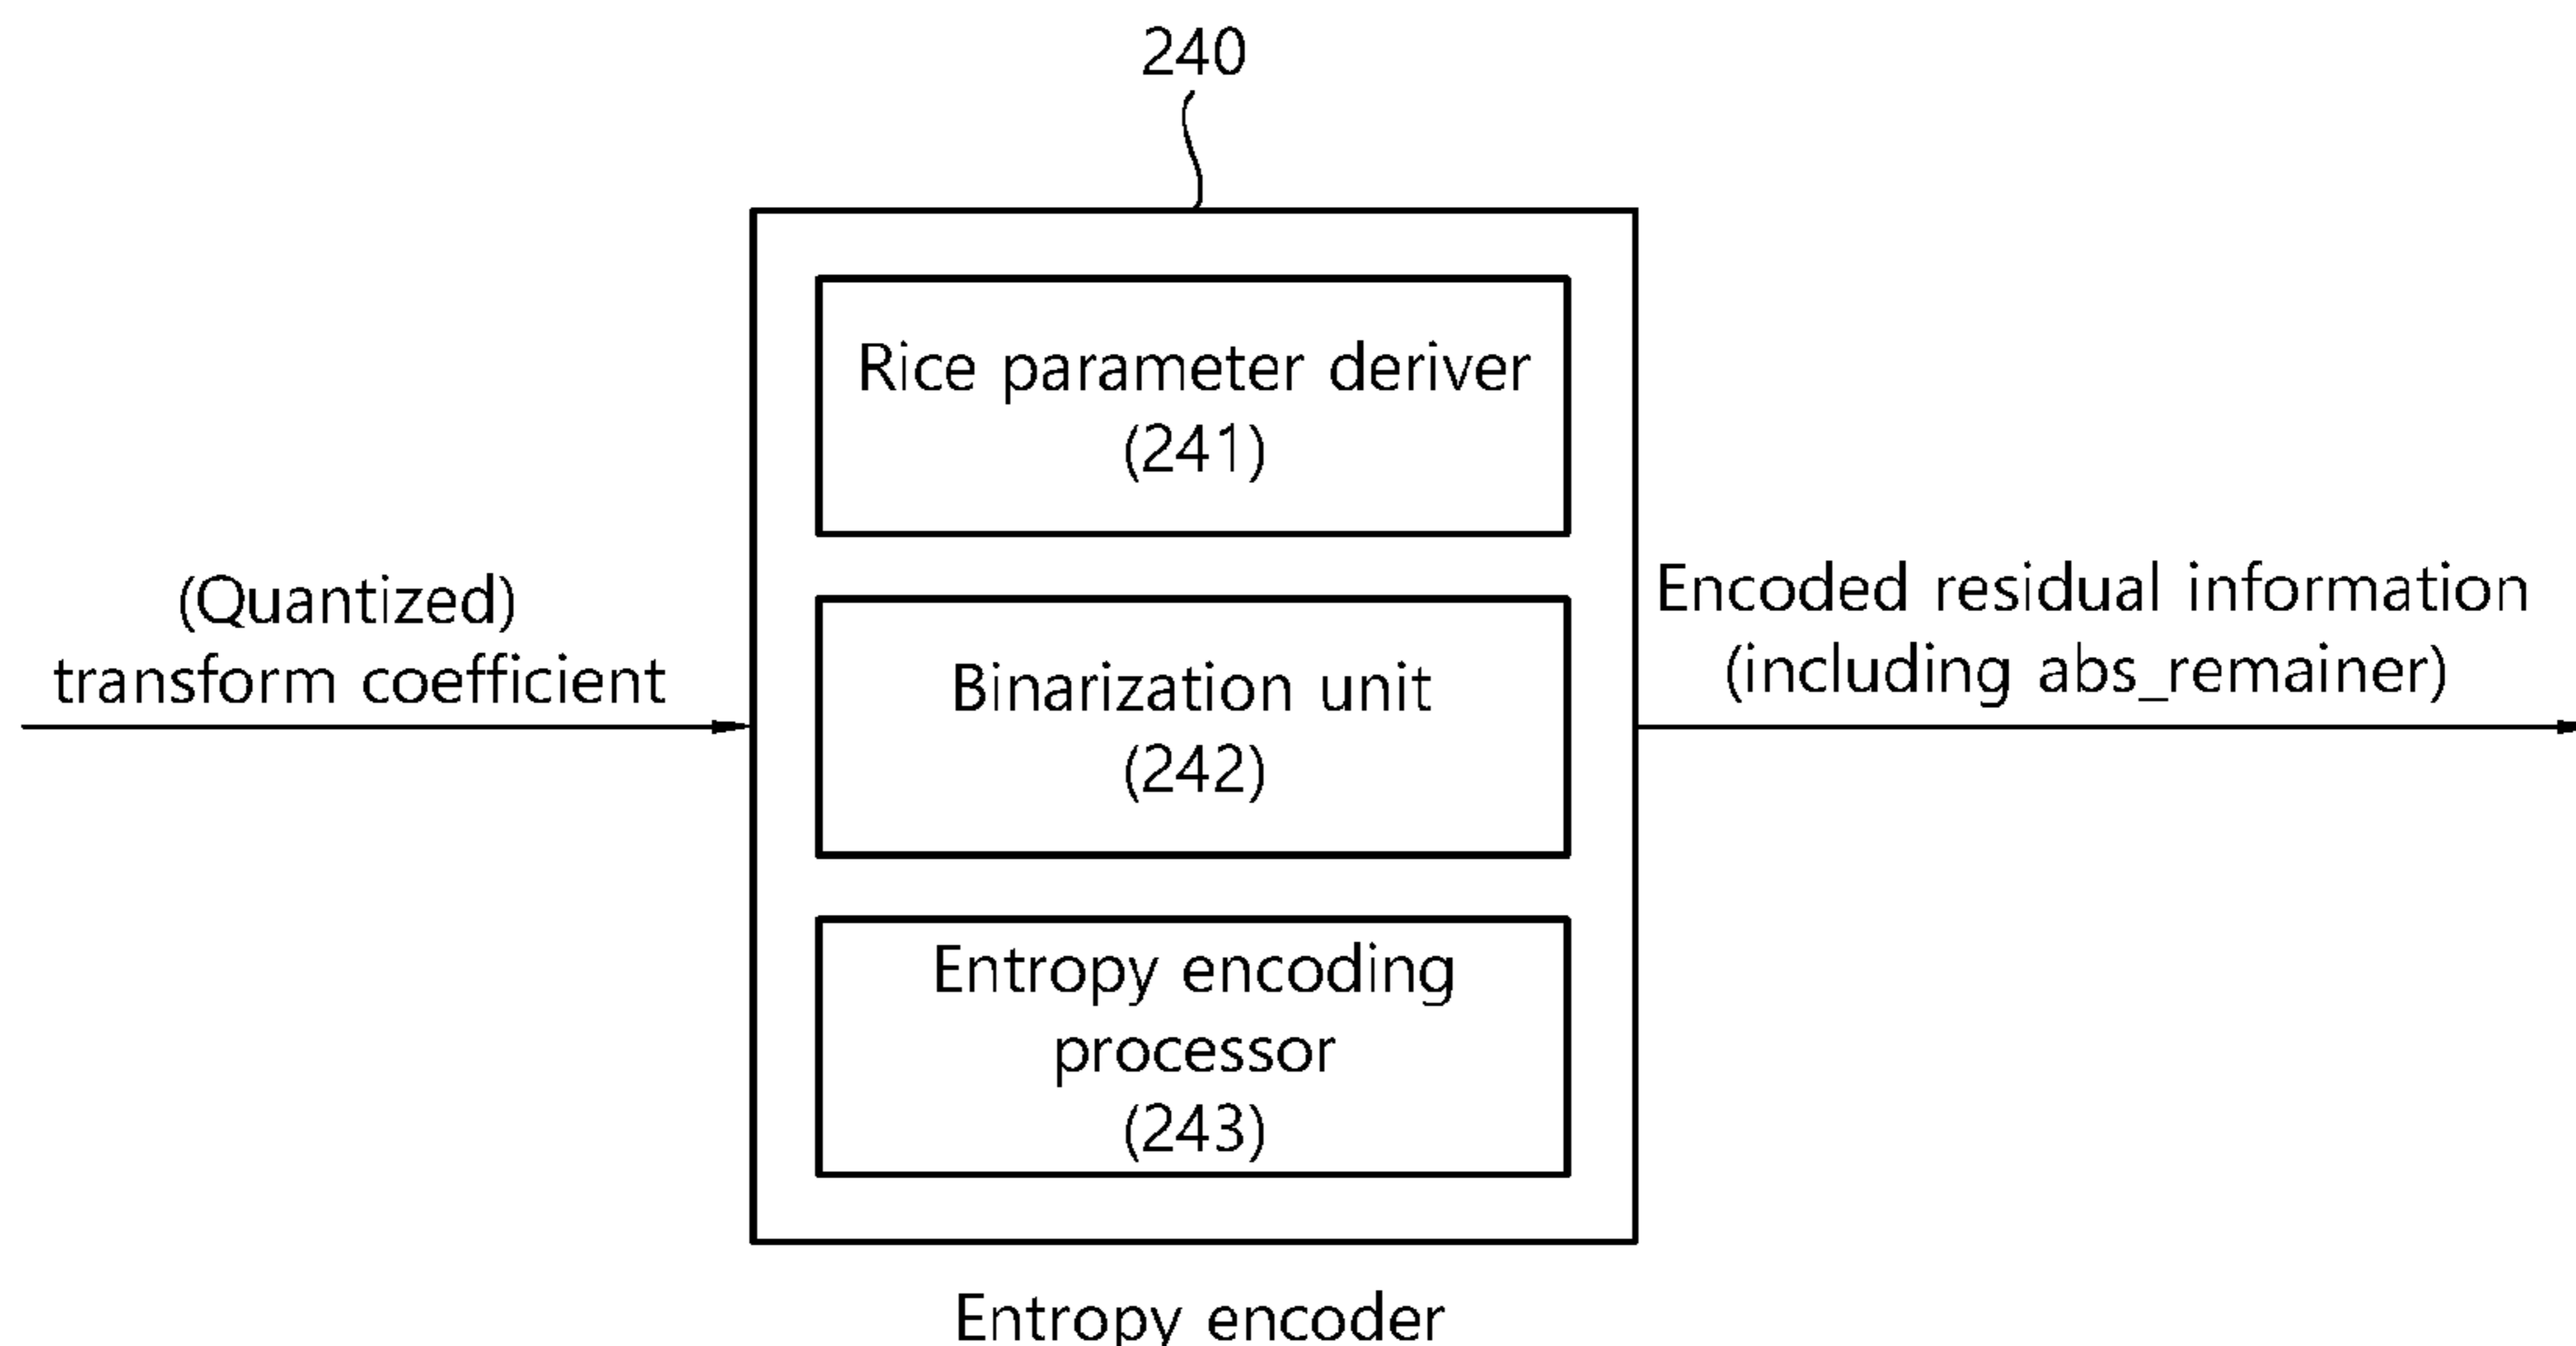 240
Rice parameter deriver
(241)
(Quantized)
transform coefficient
Binarization unit
(242)
Encoded residual information
(including abs_remainer)
Entropy encoding
processor
(243)
Entropy encoder